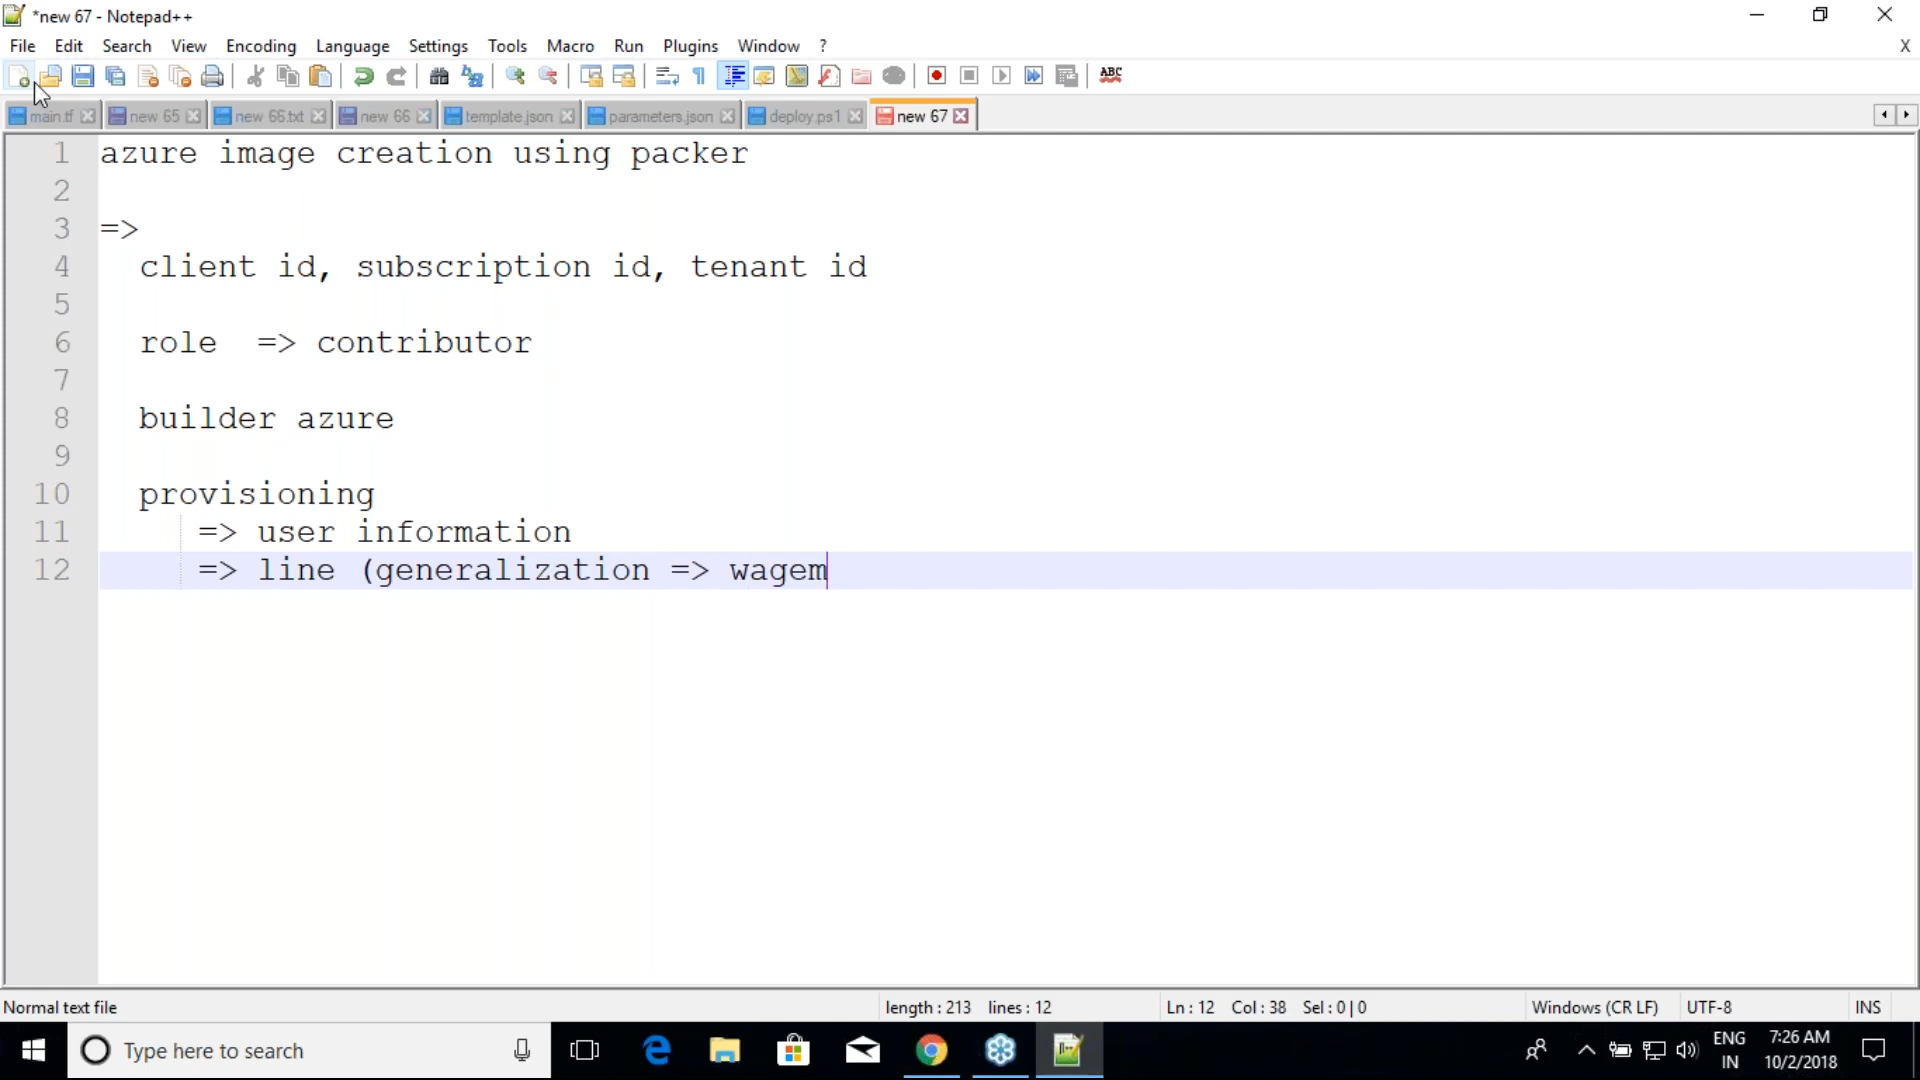 *new 67 - Notepad++
File Edit Search View Encoding Language Settings Tools Macro Run Plugins Window ? X
ABC
main.tf new 65 new 66.txt new 66 template.json parameters.json deploy.ps1 new 67
1 azure image creation using packer
2
3 =>
4 client id, subscription id, tenant id
5
6 role => contributor
7
8 builder azure
9
10 provisioning
11 => user information
12 => line (generalization => wagem
Normal text file length : 213 lines : 12 Ln : 12 Col : 38 Sel : 0 | 0 Windows (CR LF) UTF-8 INS
Type here to search
ENG 7:26 AM
IN 10/2/2018